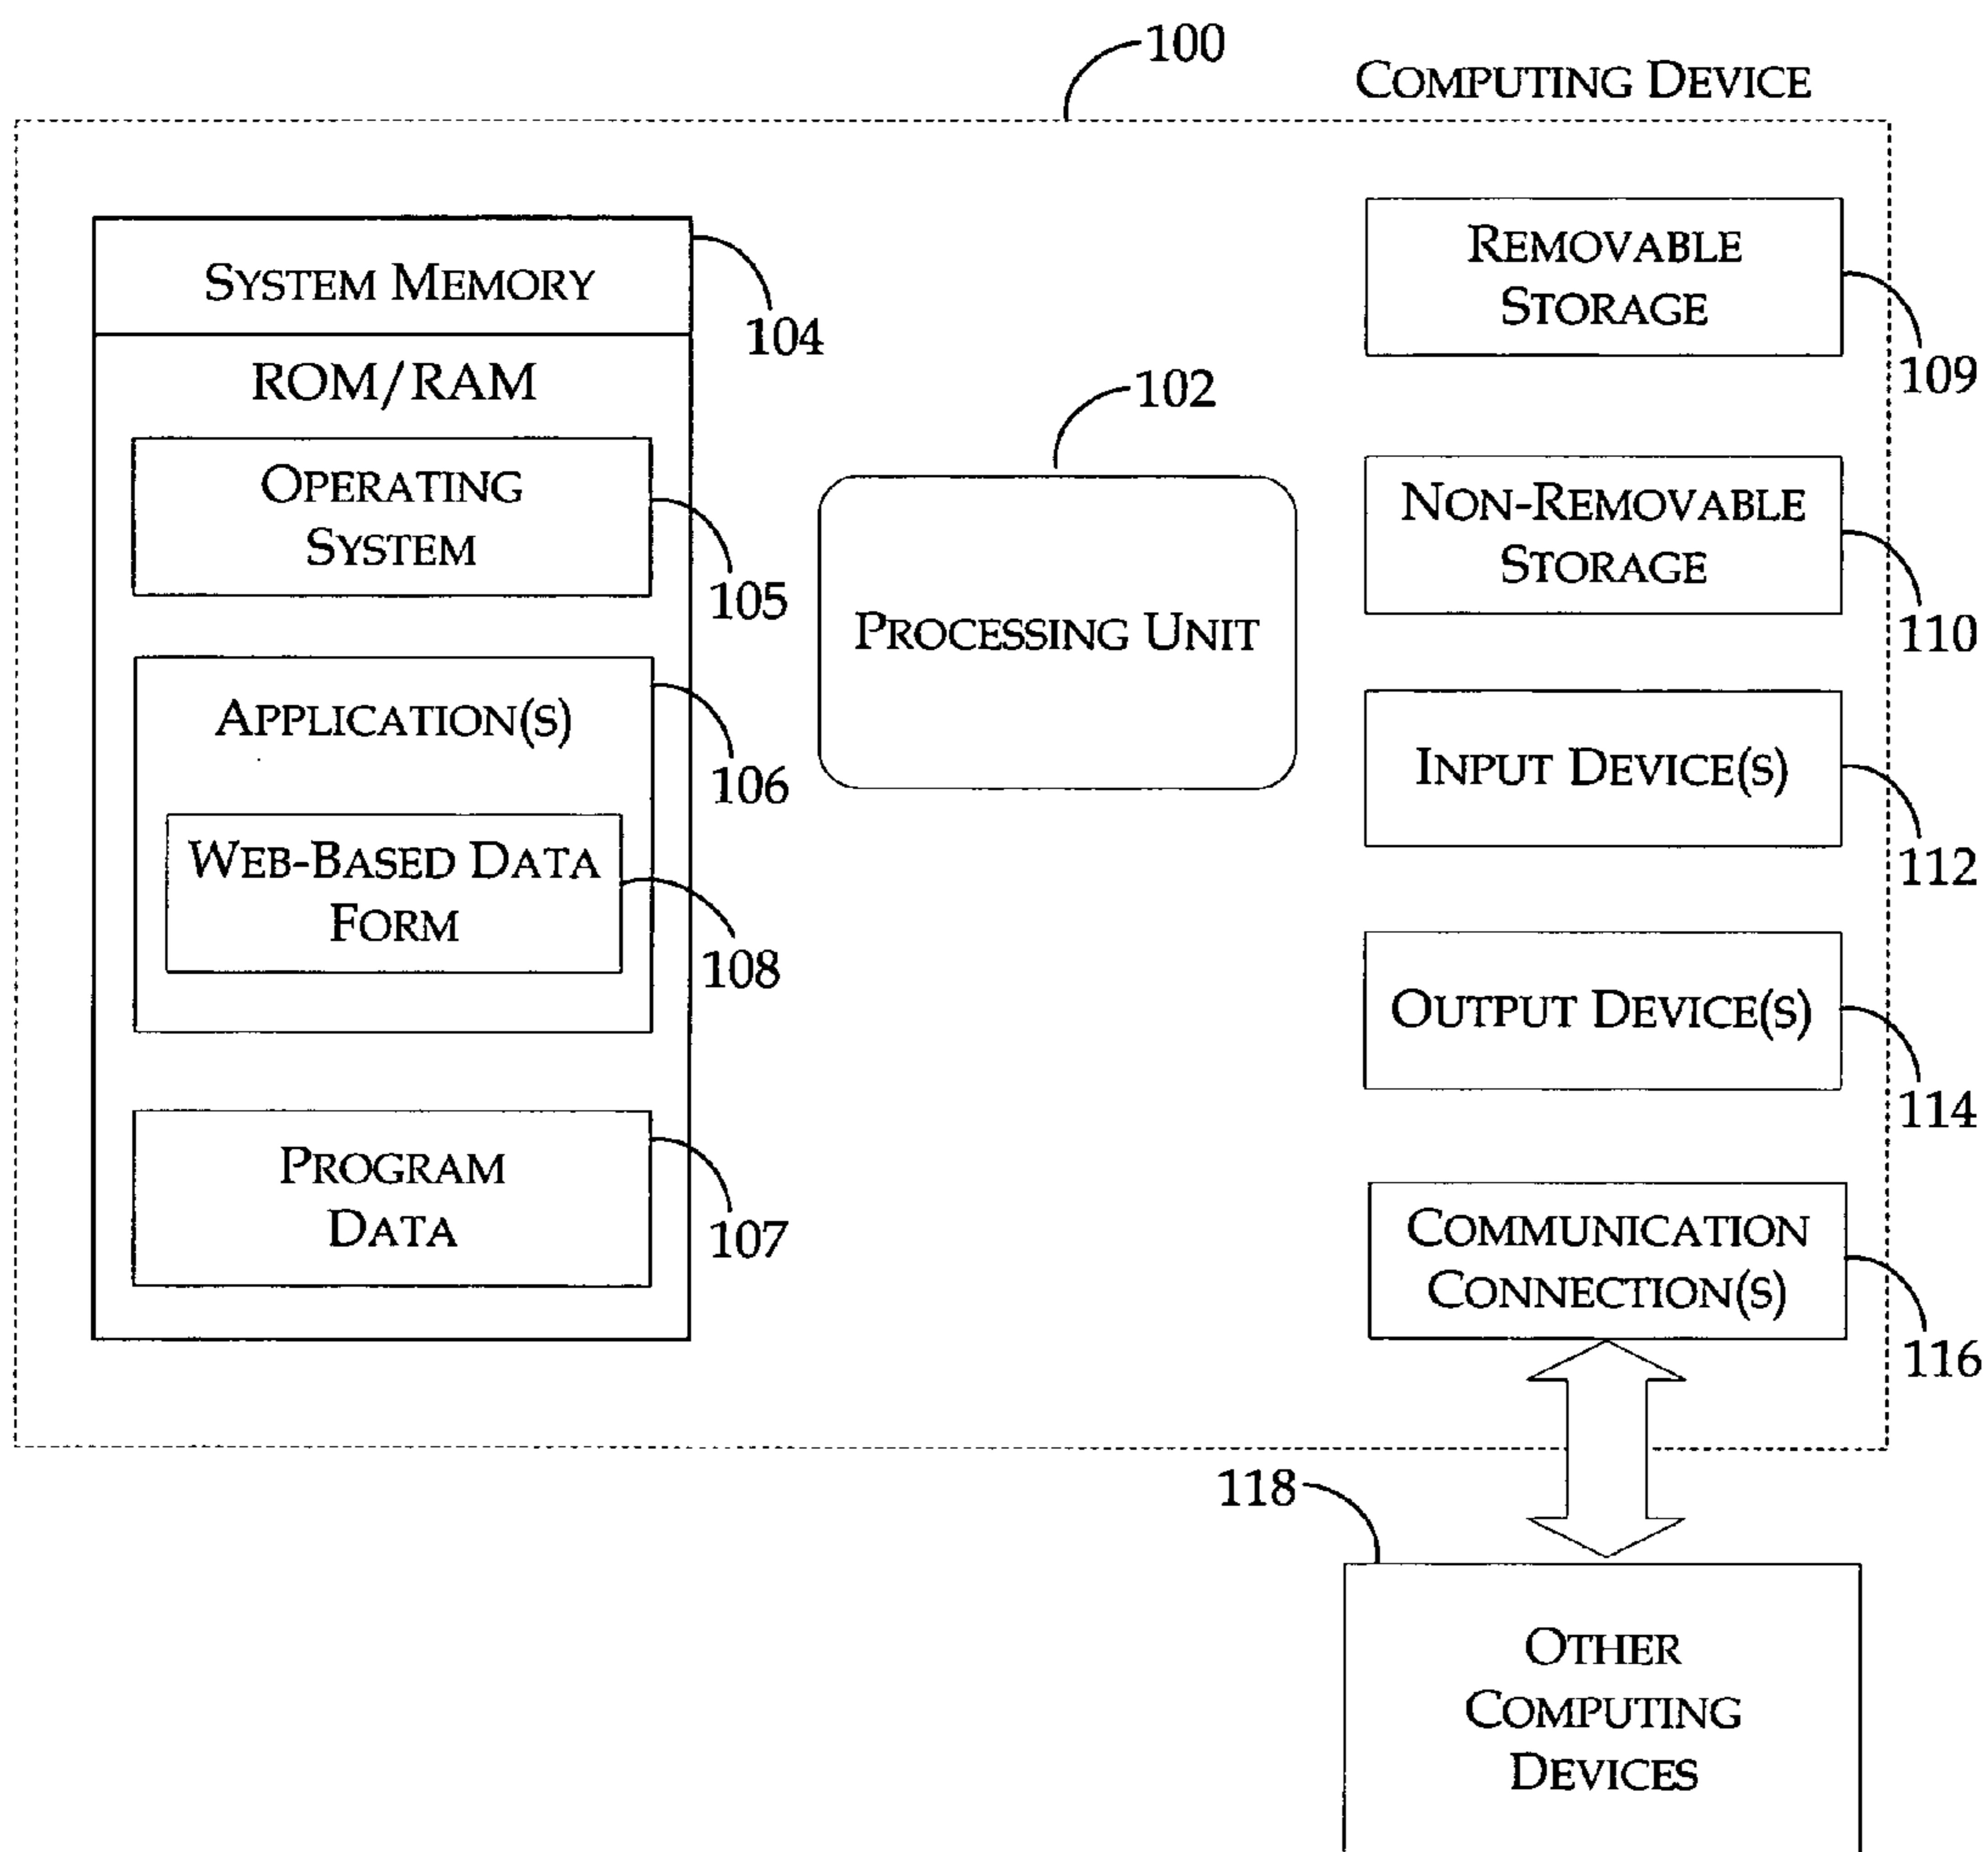 100
COMPUTING DEVICE
SYSTEM MEMORY
104
ROM/RAM
OPERATING
SYSTEM
105
APPLICATION(S)
106
WEB-BASED DATA
FORM
108
PROGRAM
DATA
107
102
PROCESSING UNIT
REMOVABLE
STORAGE
109
NON-REMOVABLE
STORAGE
110
INPUT DEVICE(S)
112
OUTPUT DEVICE(S)
114
COMMUNICATION
CONNECTION(S)
116
118
OTHER
COMPUTING
DEVICES